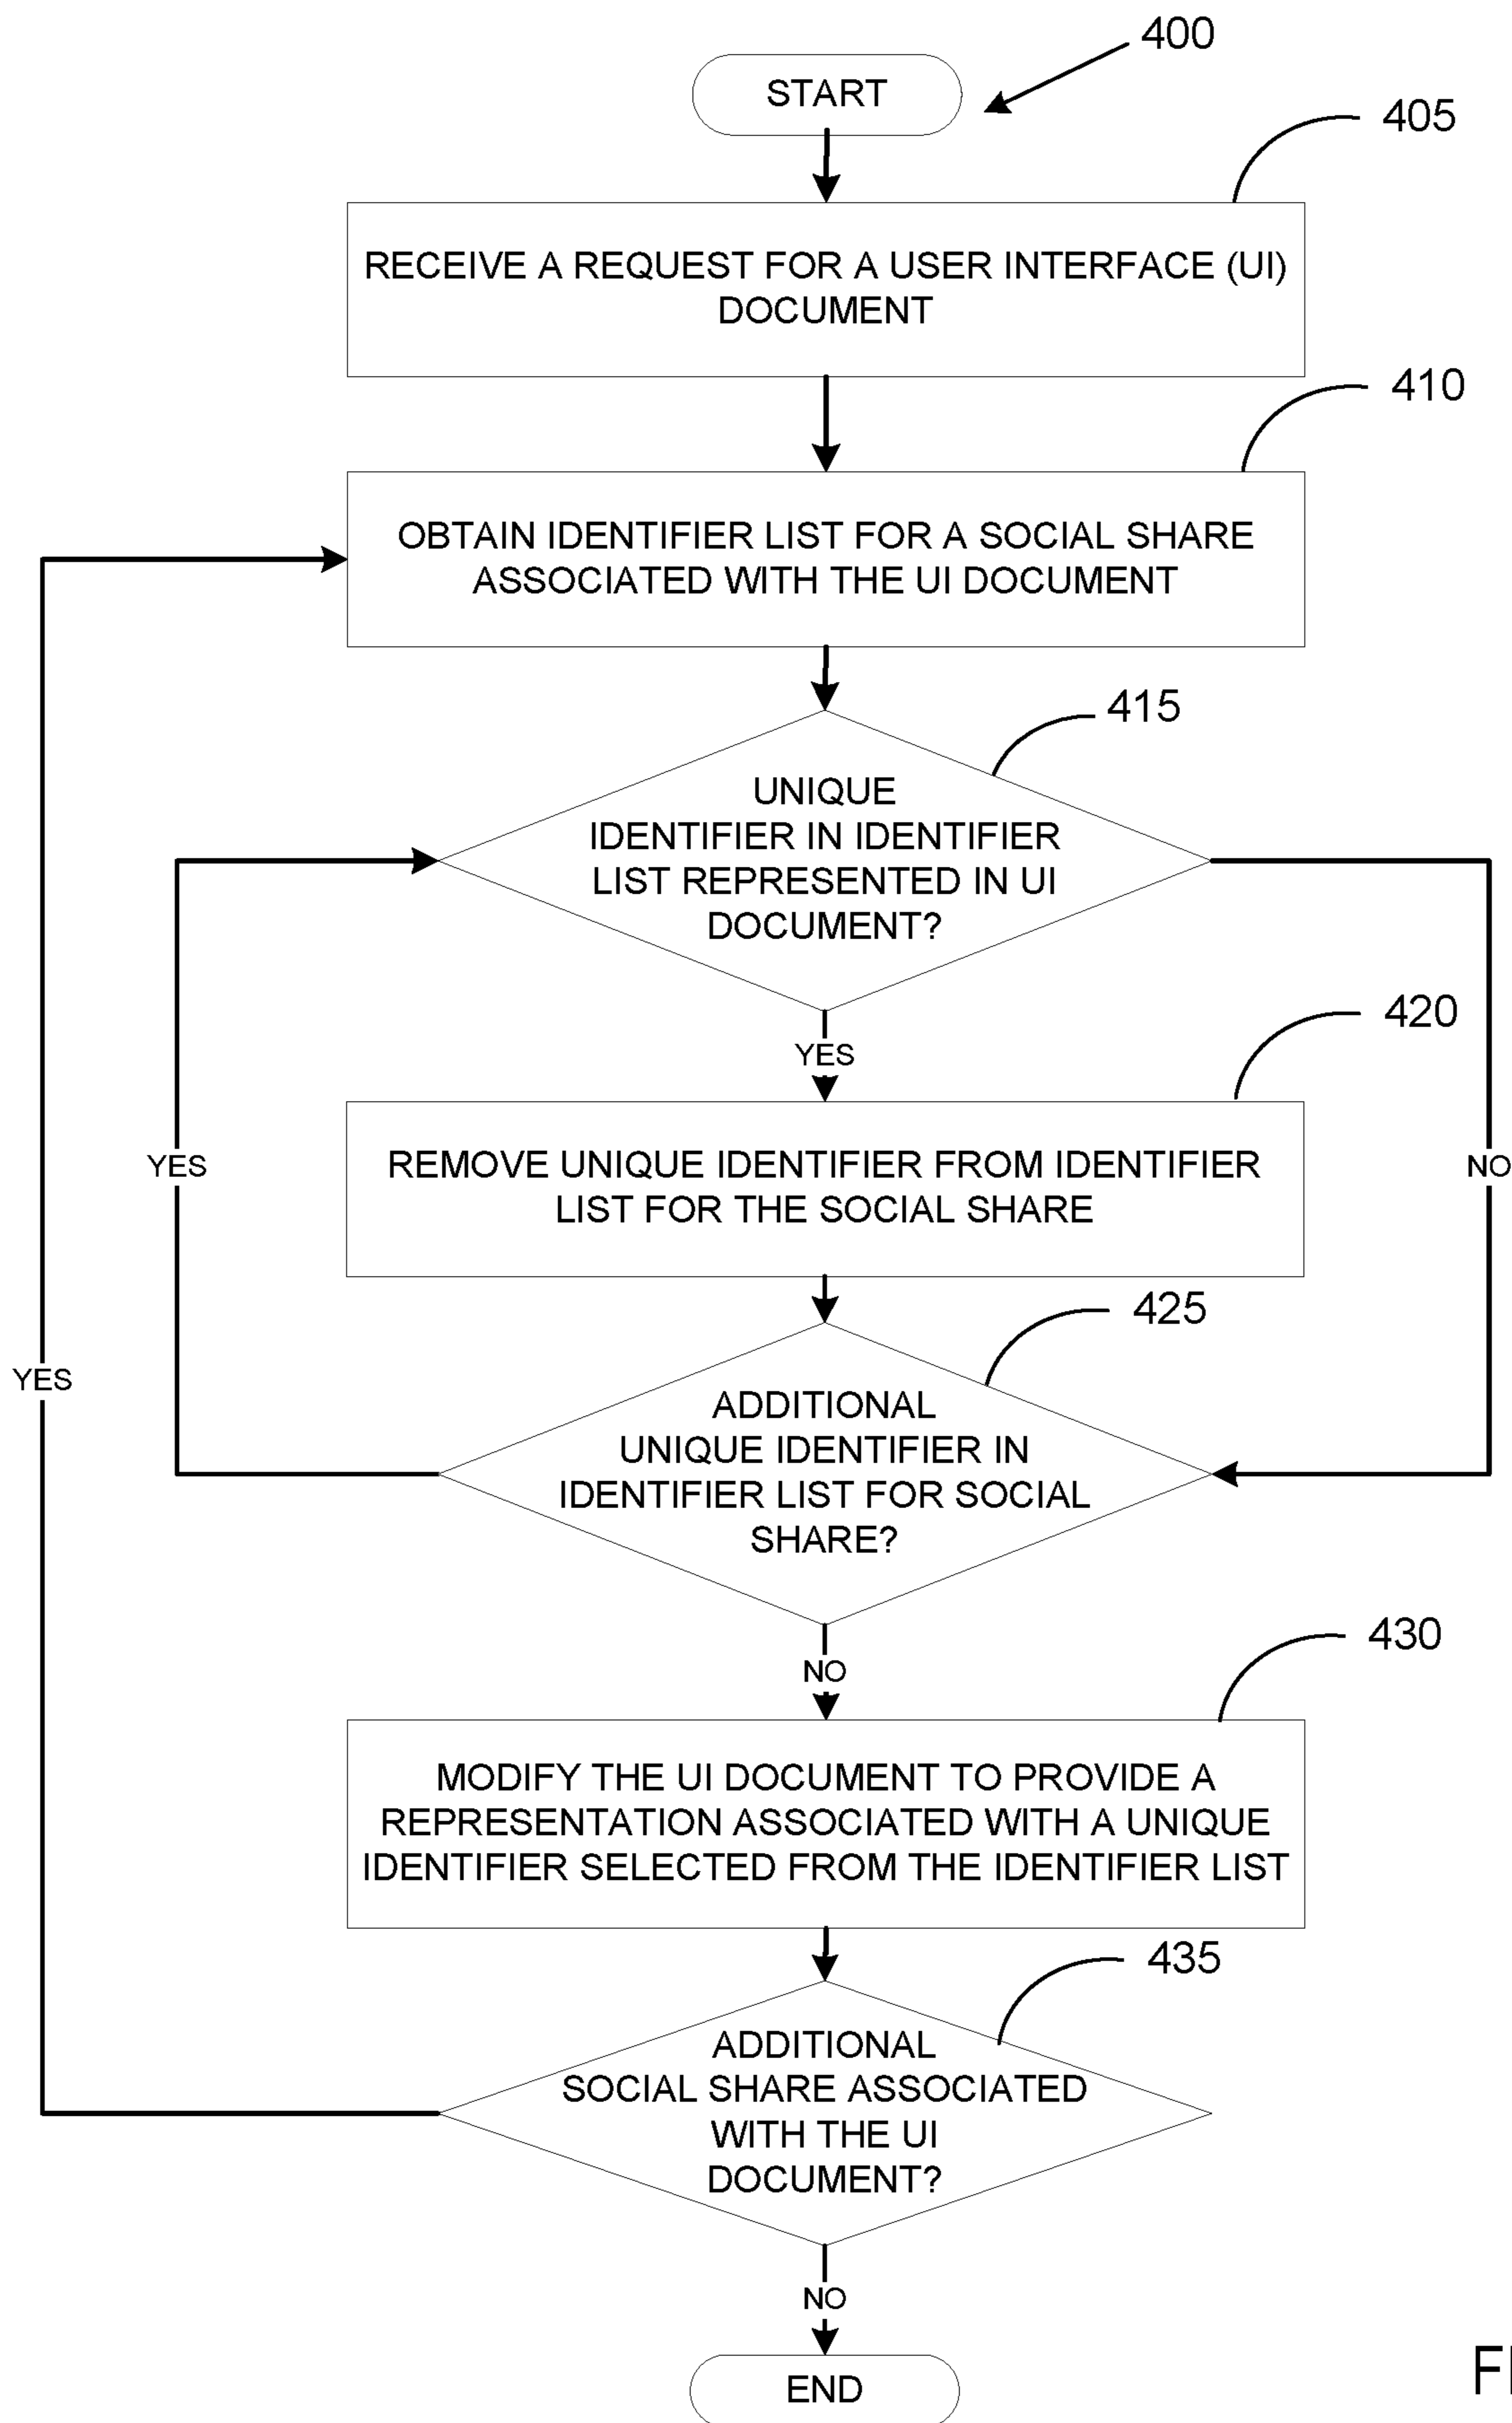 400
START
405
RECEIVE A REQUEST FOR A USER INTERFACE (UI)
DOCUMENT
410
OBTAIN IDENTIFIER LIST FOR A SOCIAL SHARE
ASSOCIATED WITH THE UI DOCUMENT
415
UNIQUE
IDENTIFIER IN IDENTIFIER
LIST REPRESENTED IN UI
DOCUMENT?
420
YES
REMOVE UNIQUE IDENTIFIER FROM IDENTIFIER
LIST FOR THE SOCIAL SHARE
YES
NO
425
YES
ADDITIONAL
UNIQUE IDENTIFIER IN
IDENTIFIER LIST FOR SOCIAL
SHARE?
430
NO
MODIFY THE UI DOCUMENT TO PROVIDE A
REPRESENTATION ASSOCIATED WITH A UNIQUE
IDENTIFIER SELECTED FROM THE IDENTIFIER LIST
435
ADDITIONAL
SOCIAL SHARE ASSOCIATED
WITH THE UI
DOCUMENT?
NO
END